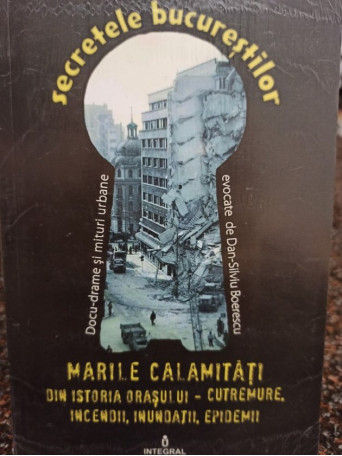 secretele bucureștilor
Docu-drame și mituri urbane
evocate de Dan-Silviu Boerescu
MARILE CALAMITĂȚI
DIN ISTORIA ORAȘULUI - CUTREMURE,
INCENDII, INUNDAȚII, EPIDEMII
INTEGRAL